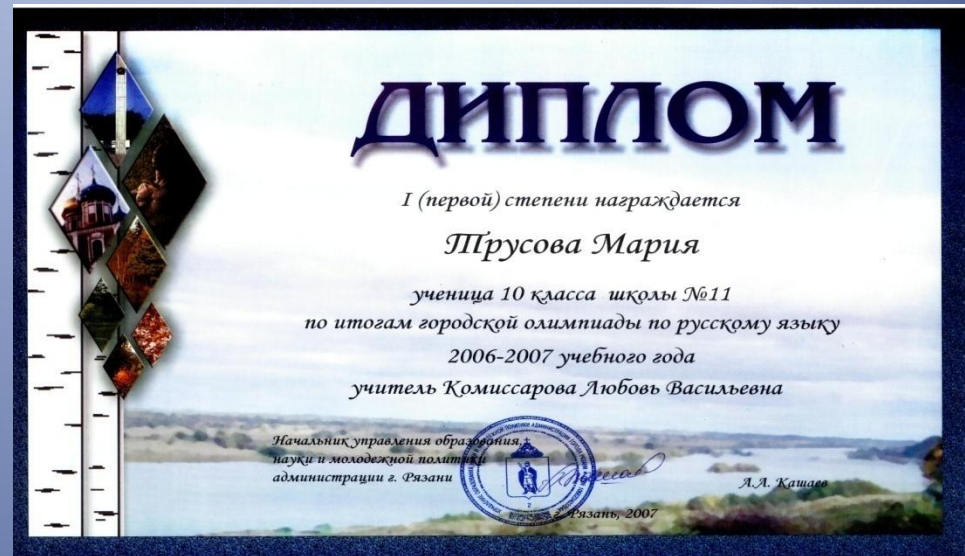 ДИПЛОМ
I (первой) степени награждается
Трусова Мария
ученица 10 класса школы №11
по итогам городской олимпиады по русскому языку
2006-2007 учебного года
учитель Комиссарова Любовь Васильевна
Начальник управления образования,
науки и молодежной политики
администрации г. Рязани
А.А. Кашаев
г. Рязань, 2007